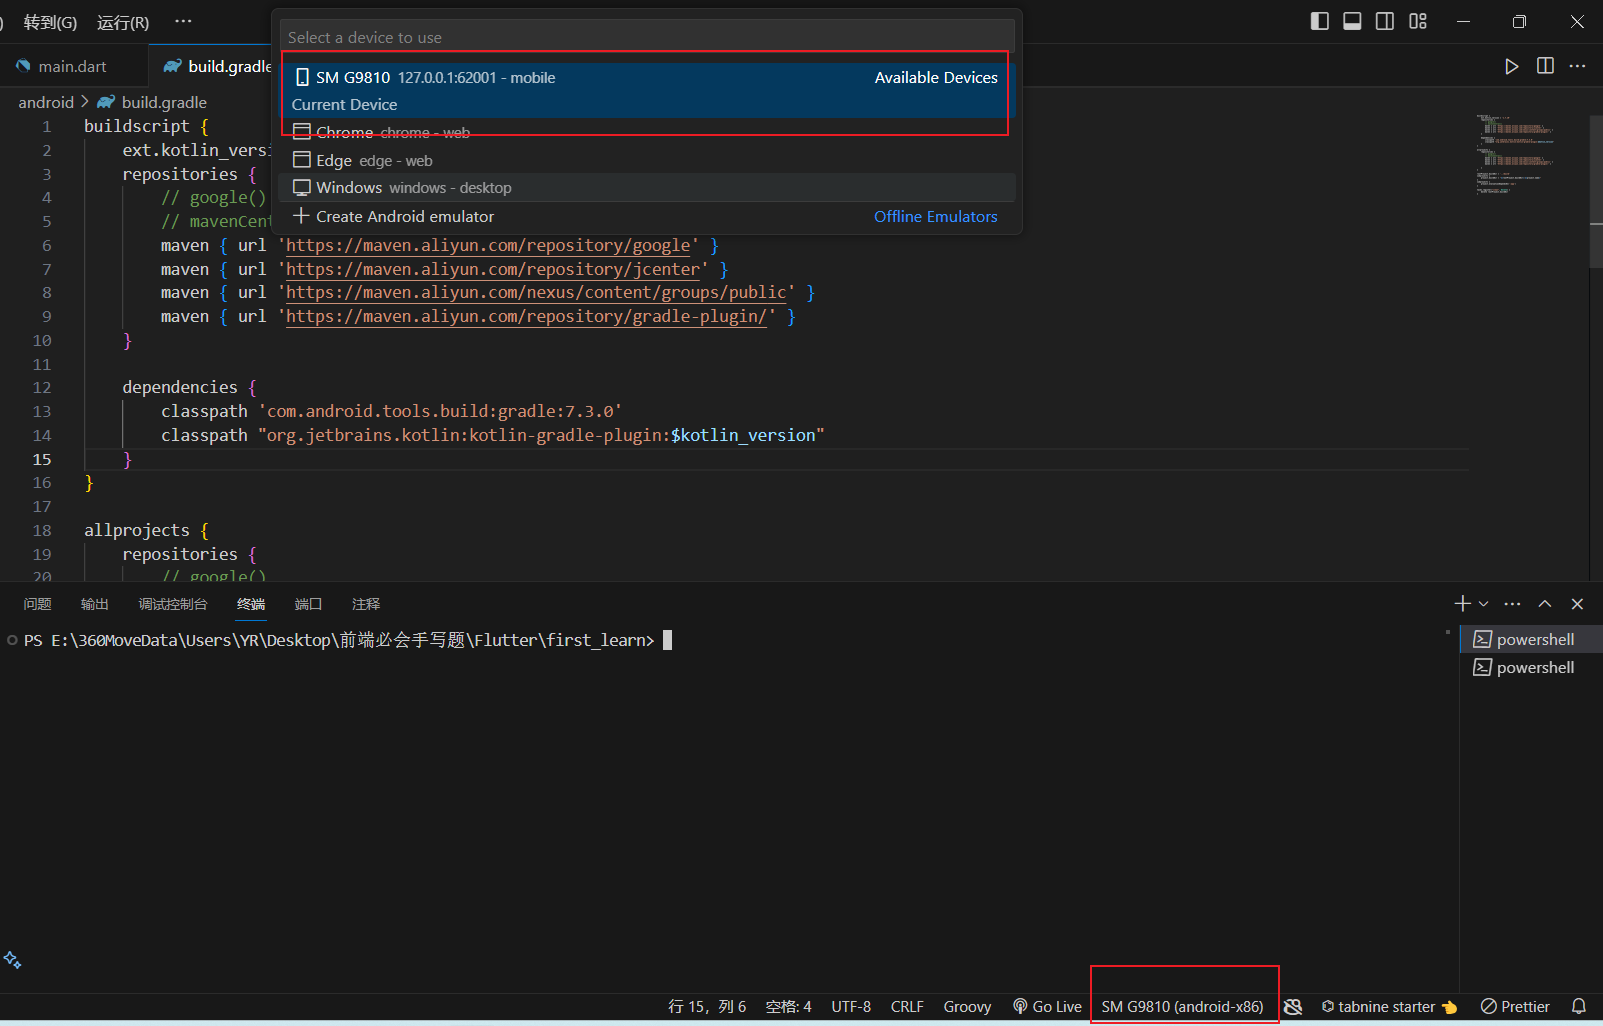 转到(G) 运行(R) ···
Select a device to use
main.dart build.gradle
SM G9810 127.0.0.1:62001 - mobile Available Devices
Current Device
Chrome chrome - web
Edge edge - web
Windows windows - desktop
Create Android emulator Offline Emulators
android > build.gradle
1 buildscript {
2 ext.kotlin_versi
3 repositories {
4 // google()
5 // mavenCent
6 maven { url 'https://maven.aliyun.com/repository/google' }
7 maven { url 'https://maven.aliyun.com/repository/jcenter' }
8 maven { url 'https://maven.aliyun.com/nexus/content/groups/public' }
9 maven { url 'https://maven.aliyun.com/repository/gradle-plugin/' }
10 }
11
12 dependencies {
13 classpath 'com.android.tools.build:gradle:7.3.0'
14 classpath "org.jetbrains.kotlin:kotlin-gradle-plugin:$kotlin_version"
15 }
16 }
17
18 allprojects {
19 repositories {
20 // google()
问题 输出 调试控制台 终端 端口 注释
PS E:\360MoveData\Users\YR\Desktop\前端必会手写题\Flutter\first_learn>
powershell
powershell
行 15, 列 6 空格: 4 UTF-8 CRLF Groovy Go Live SM G9810 (android-x86) tabnine starter Prettier